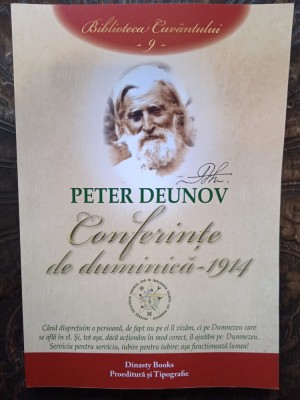 Biblioteca Cuvântului
- 9 -
PETER DEUNOV
Conferințe
de duminică-1914
Când disprețuim o persoană, de fapt nu pe el îl vizăm, ci pe Dumnezeu care
se află în el. Și, tot așa, dacă acționăm în mod corect, îl ajutăm pe Dumnezeu.
Serviciu pentru serviciu, iubire pentru iubire: așa funcționează lumea!
Dinasty Books
Proeditură și Tipografie